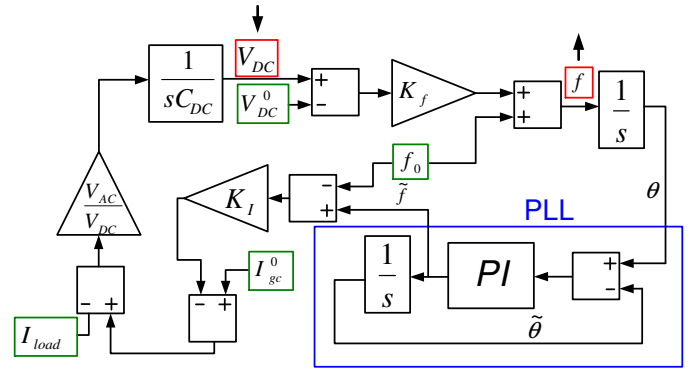 1
sC_DC
V_DC
V_DC^0
+
−
K_f
+
+
f
1
s
f_0
K_I
−
+
f̃
θ
V_AC
V_DC
PLL
I_gc^0
−
+
−
+
I_load
1
s
PI
+
−
θ̃